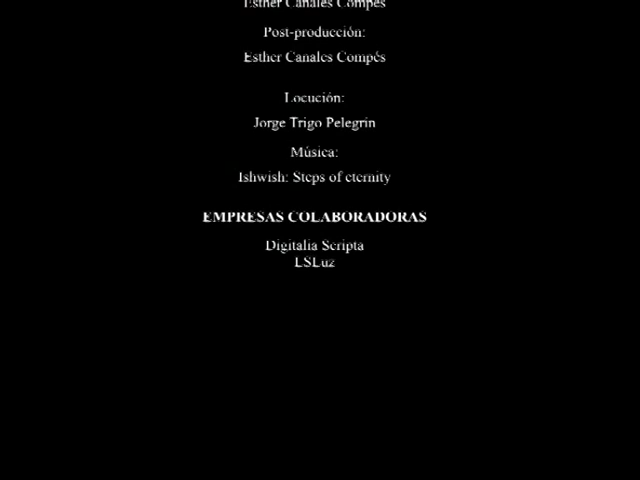 Esther Canales Compés
Post-producción:
Esther Canales Compés
Locución:
Jorge Trigo Pelegrín
Música:
Ishwish: Steps of eternity
EMPRESAS COLABORADORAS
Digitalia Scripta
LSLuz